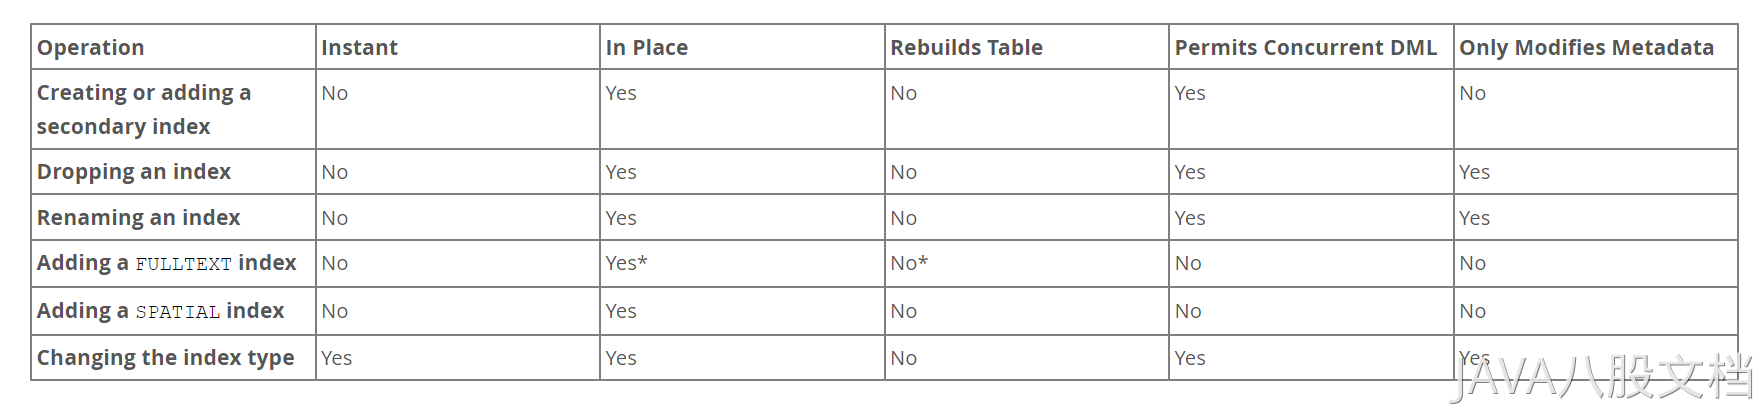 Operation Instant In Place Rebuilds Table Permits Concurrent DML Only Modifies Metadata
Creating or adding a No Yes No Yes No
secondary index
Dropping an index No Yes No Yes Yes
Renaming an index No Yes No Yes Yes
Adding a FULLTEXT index No Yes* No* No No
Adding a SPATIAL index No Yes No No No
Changing the index type Yes Yes No Yes Yes
JAVA八股文档